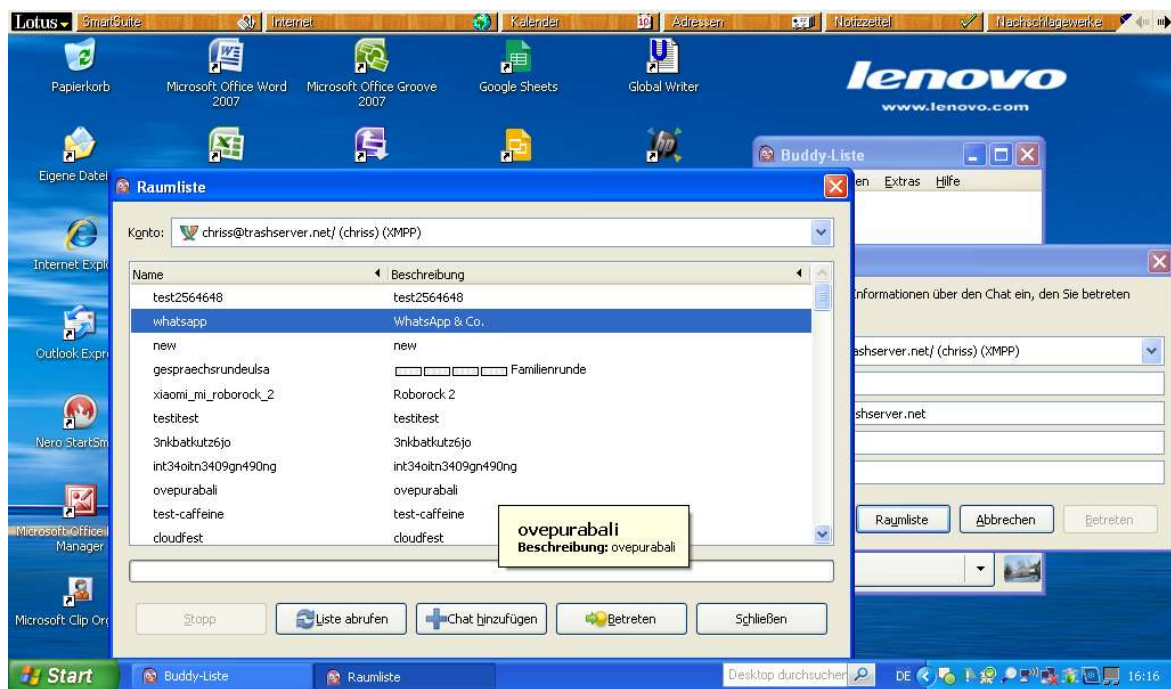 Lotus SmartSuite Internet Kalender Adressen Notizzettel Nachschlagewerke
Papierkorb
Microsoft Office Word 2007
Microsoft Office Groove 2007
Google Sheets
Global Writer
lenovo
www.lenovo.com
Eigene Datei
hp
Internet Explo
Outlook Expr
Nero StartSm
Microsoft Office
Manager
Microsoft Clip Org
Buddy-Liste
en Extras Hilfe
Raumliste
Konto: chriss@trashserver.net/ (chriss) (XMPP)
Name Beschreibung
test2564648 test2564648
whatsapp WhatsApp & Co.
new new
gespraechsrundeulsa Familienrunde
xiaomi_mi_roborock_2 Roborock 2
testitest testitest
3nkbatkutz6jo 3nkbatkutz6jo
int34oitn3409gn490ng int34oitn3409gn490ng
ovepurabali ovepurabali
test-caffeine test-caffeine
cloudfest cloudfest
ovepurabali
Beschreibung: ovepurabali
Stopp Liste abrufen Chat hinzufügen Betreten Schließen
Informationen über den Chat ein, den Sie betreten
ashserver.net/ (chriss) (XMPP)
shserver.net
Raumliste Abbrechen Betreten
Start Buddy-Liste Raumliste Desktop durchsuchen DE 16:16